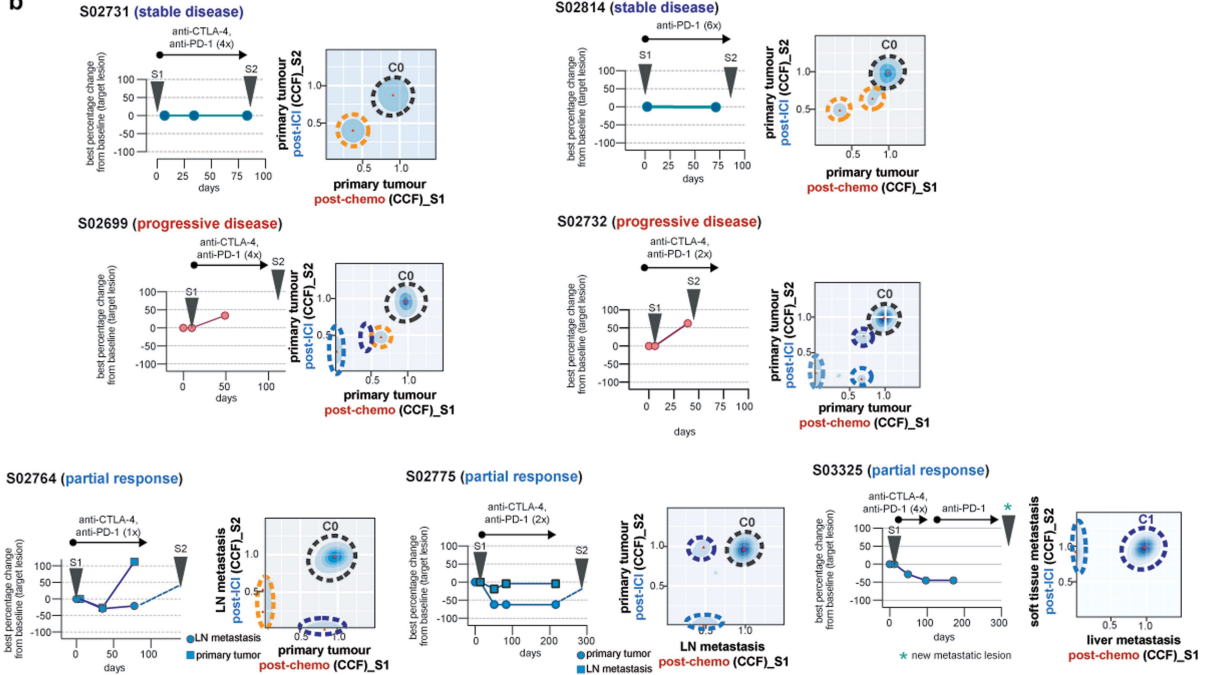 b
S02731 (stable disease)
anti-CTLA-4,
anti-PD-1 (4x)
best percentage change
from baseline (target lesion)
100
50
0
-50
-100
S1
S2
0 25 50 75 100
days
primary tumour
post-ICI (CCF)_S2
1.0
0.5
C0
0.5 1.0
primary tumour
post-chemo (CCF)_S1
S02814 (stable disease)
anti-PD-1 (6x)
best percentage change
from baseline (target lesion)
100
50
0
-50
-100
S1
S2
0 25 50 75 100
days
primary tumour
post-ICI (CCF)_S2
1.0
0.5
C0
0.5 1.0
primary tumour
post-chemo (CCF)_S1
S02699 (progressive disease)
anti-CTLA-4,
anti-PD-1 (4x)
best percentage change
from baseline (target lesion)
100
50
0
-50
-100
S1
S2
0 50 100
days
primary tumour
post-ICI (CCF)_S2
1.0
0.5
C0
0.5 1.0
primary tumour
post-chemo (CCF)_S1
S02732 (progressive disease)
anti-CTLA-4,
anti-PD-1 (2x)
best percentage change
from baseline (target lesion)
100
50
0
-50
-100
S1
S2
0 25 50 75 100
days
primary tumour
post-ICI (CCF)_S2
1.0
0.5
C0
0.5 1.0
primary tumour
post-chemo (CCF)_S1
S02764 (partial response)
anti-CTLA-4,
anti-PD-1 (1x)
best percentage change
from baseline (target lesion)
100
50
0
-50
-100
S1
S2
0 50 100
days
LN metastasis
primary tumor
LN metastasis
post-ICI (CCF)_S2
1.0
0.5
C0
0.5 1.0
primary tumour
post-chemo (CCF)_S1
S02775 (partial response)
anti-CTLA-4,
anti-PD-1 (2x)
best percentage change
from baseline (target lesion)
100
50
0
-50
-100
S1
S2
0 100 200 300
days
primary tumor
LN metastasis
primary tumour
post-ICI (CCF)_S2
1.0
0.5
C0
0.5 1.0
LN metastasis
post-chemo (CCF)_S1
S03325 (partial response)
anti-CTLA-4,
anti-PD-1 (4x)
anti-PD-1
*
best percentage change
from baseline (target lesion)
100
50
0
-50
-100
S1
0 100 200 300
days
* new metastatic lesion
soft tissue metastasis
post-ICI (CCF)_S2
1.0
0.5
C1
0.5 1.0
liver metastasis
post-chemo (CCF)_S1